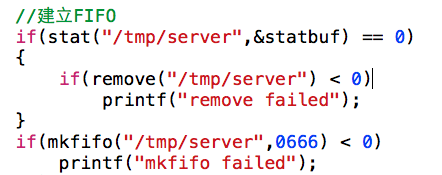 //建立FIFO
if(stat("/tmp/server",&statbuf) == 0)
{
if(remove("/tmp/server") < 0)
printf("remove failed");
}
if(mkfifo("/tmp/server",0666) < 0)
printf("mkfifo failed");